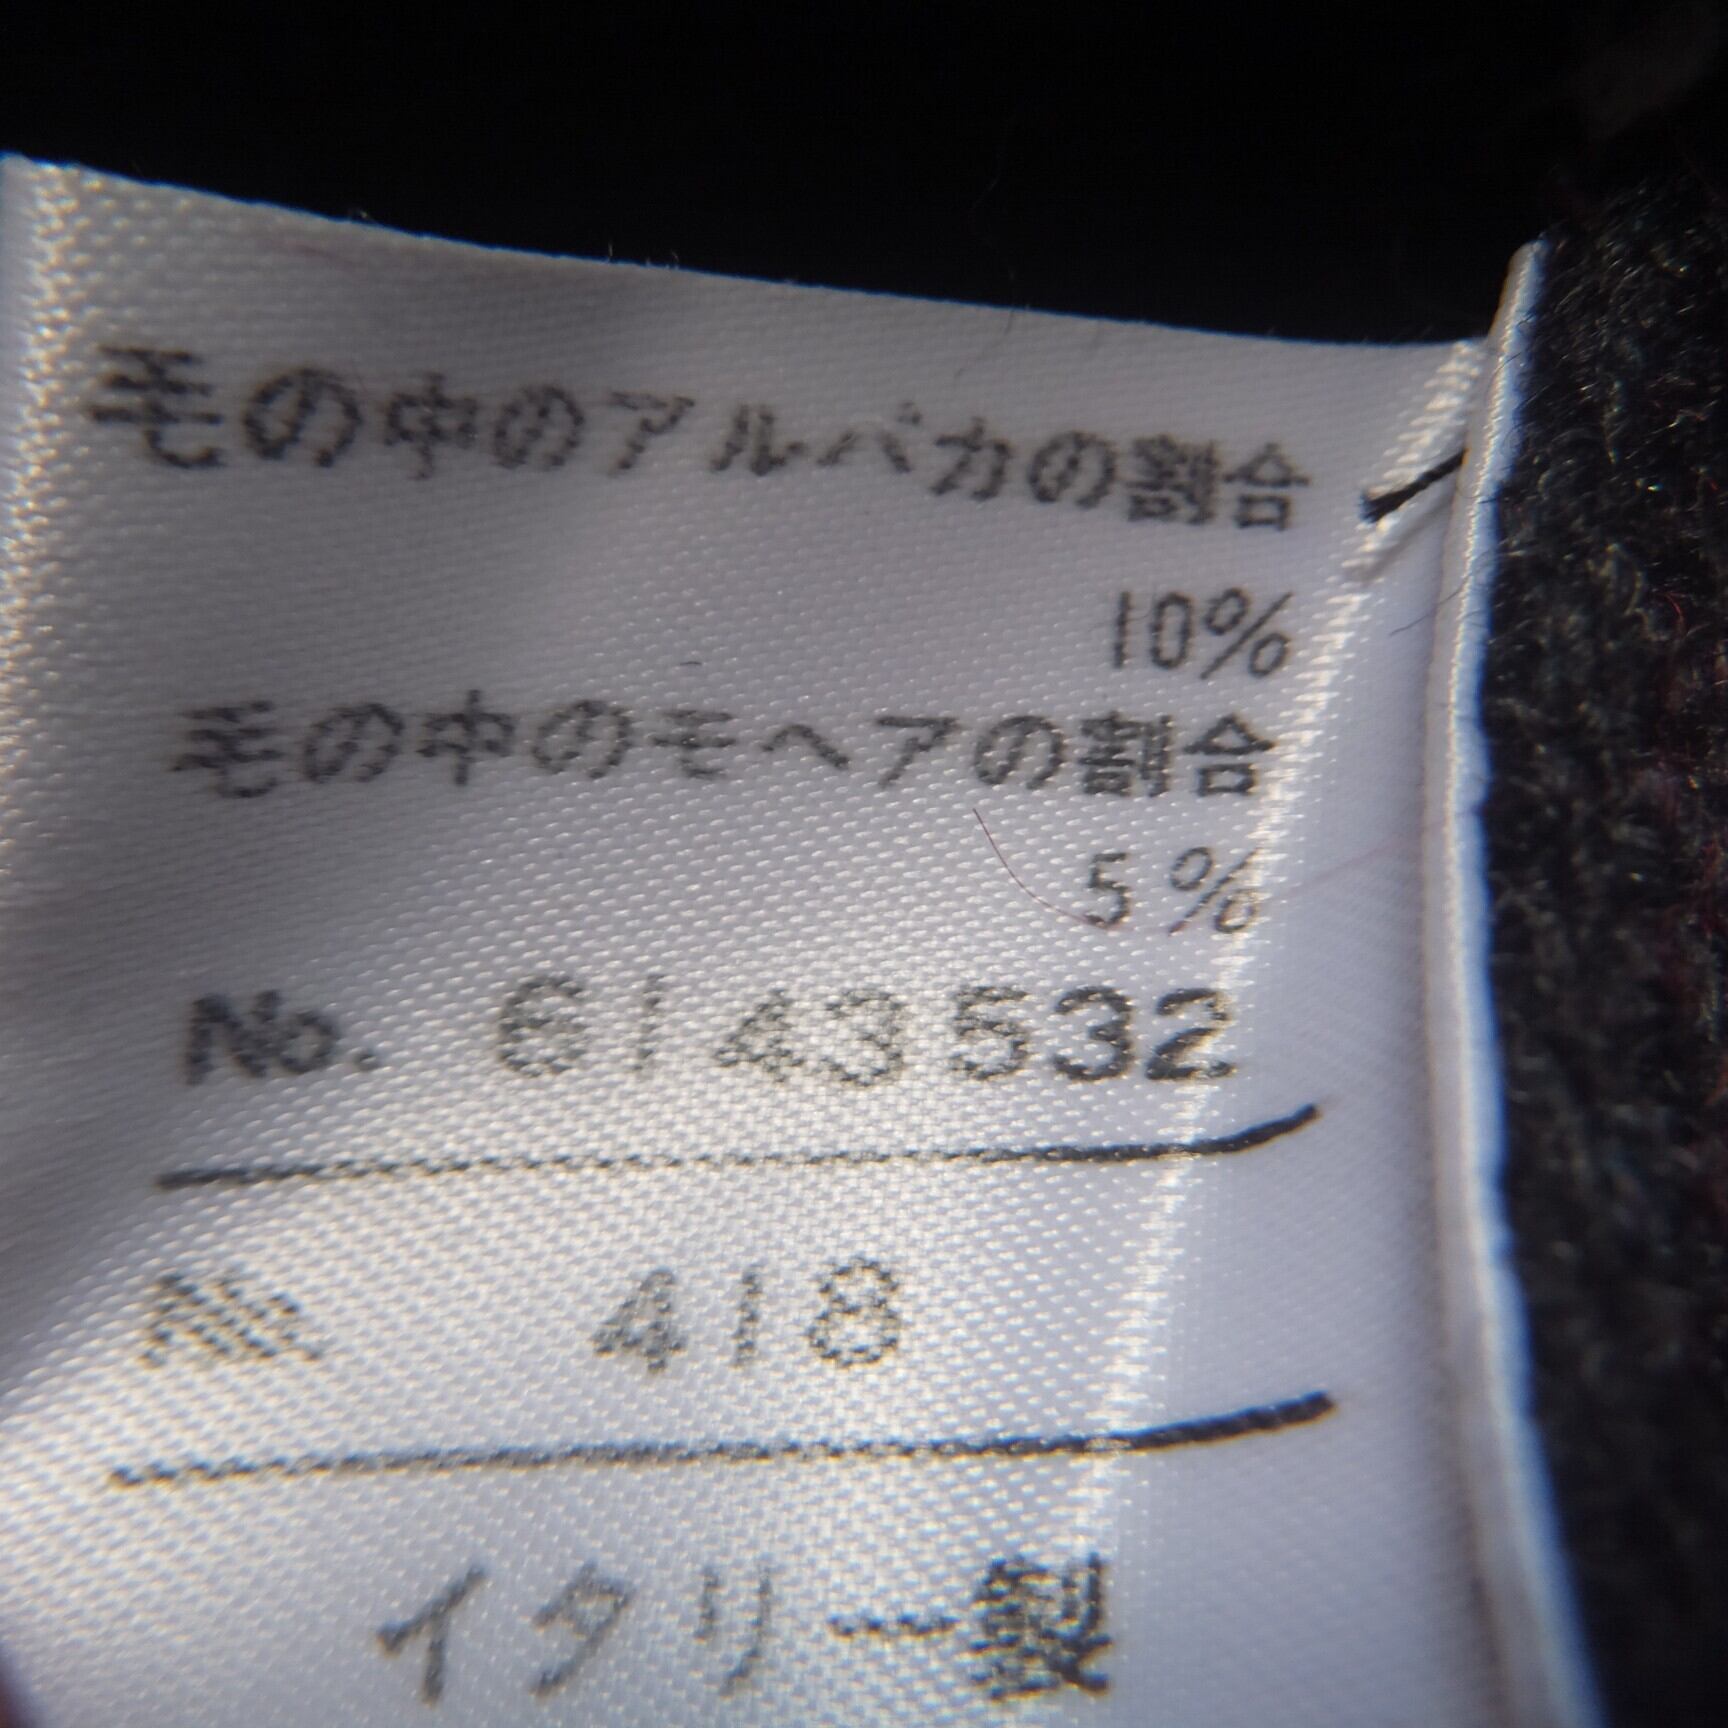 毛の中のアルパカの割合
10%
毛の中のモヘアの割合
5%
No. 6143532
No. 418
イタリー製